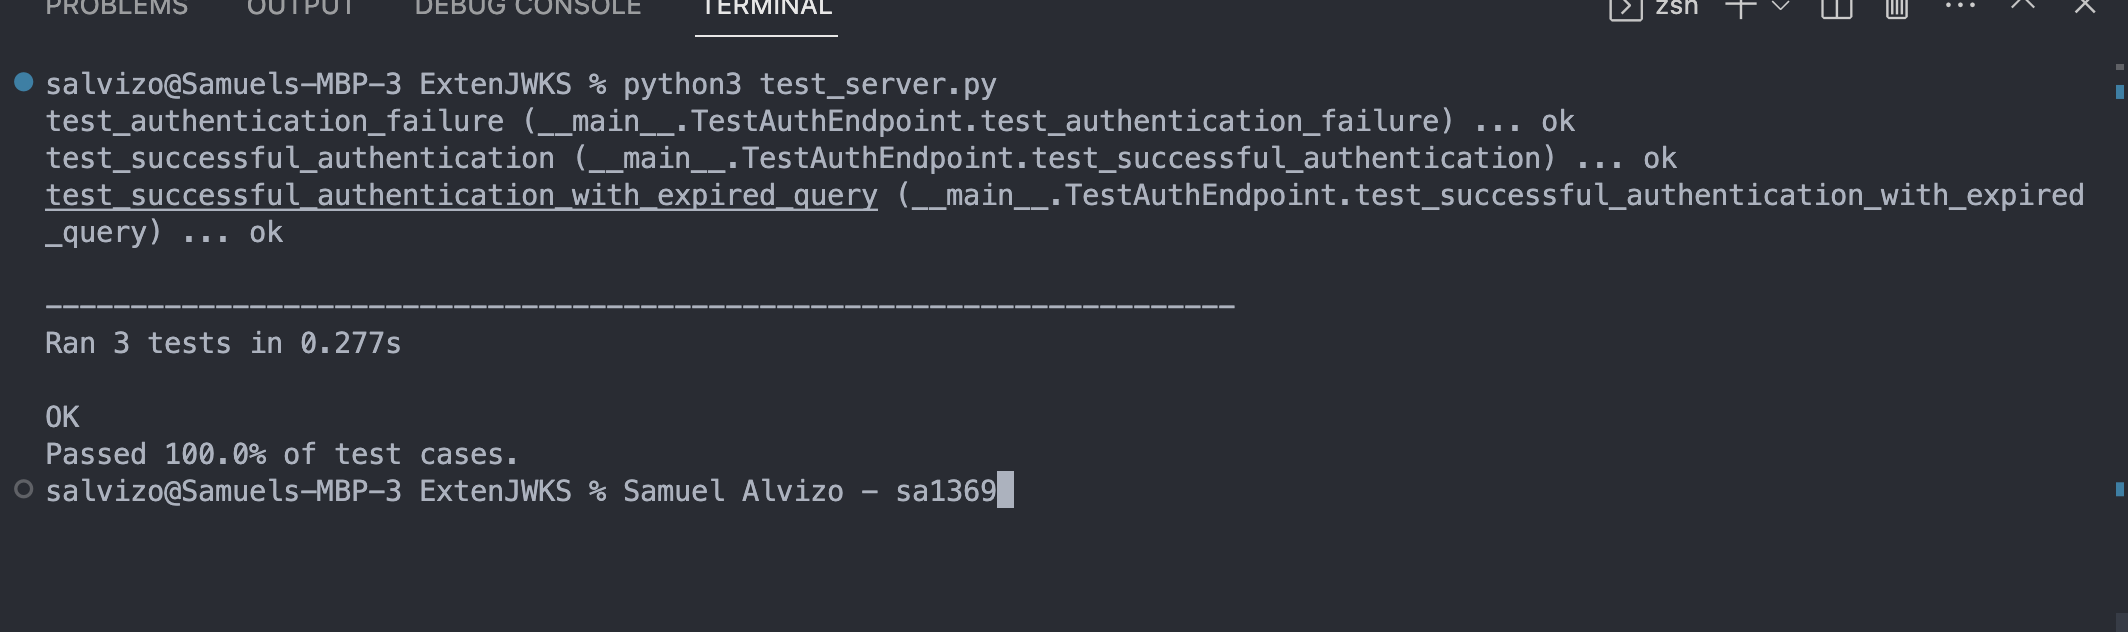 PROBLEMS OUTPUT DEBUG CONSOLE TERMINAL zsh
salvizo@Samuels-MBP-3 ExtenJWKS % python3 test_server.py
test_authentication_failure (__main__.TestAuthEndpoint.test_authentication_failure) ... ok
test_successful_authentication (__main__.TestAuthEndpoint.test_successful_authentication) ... ok
test_successful_authentication_with_expired_query (__main__.TestAuthEndpoint.test_successful_authentication_with_expired
_query) ... ok
----------------------------------------------------------------------
Ran 3 tests in 0.277s
OK
Passed 100.0% of test cases.
salvizo@Samuels-MBP-3 ExtenJWKS % Samuel Alvizo - sa1369